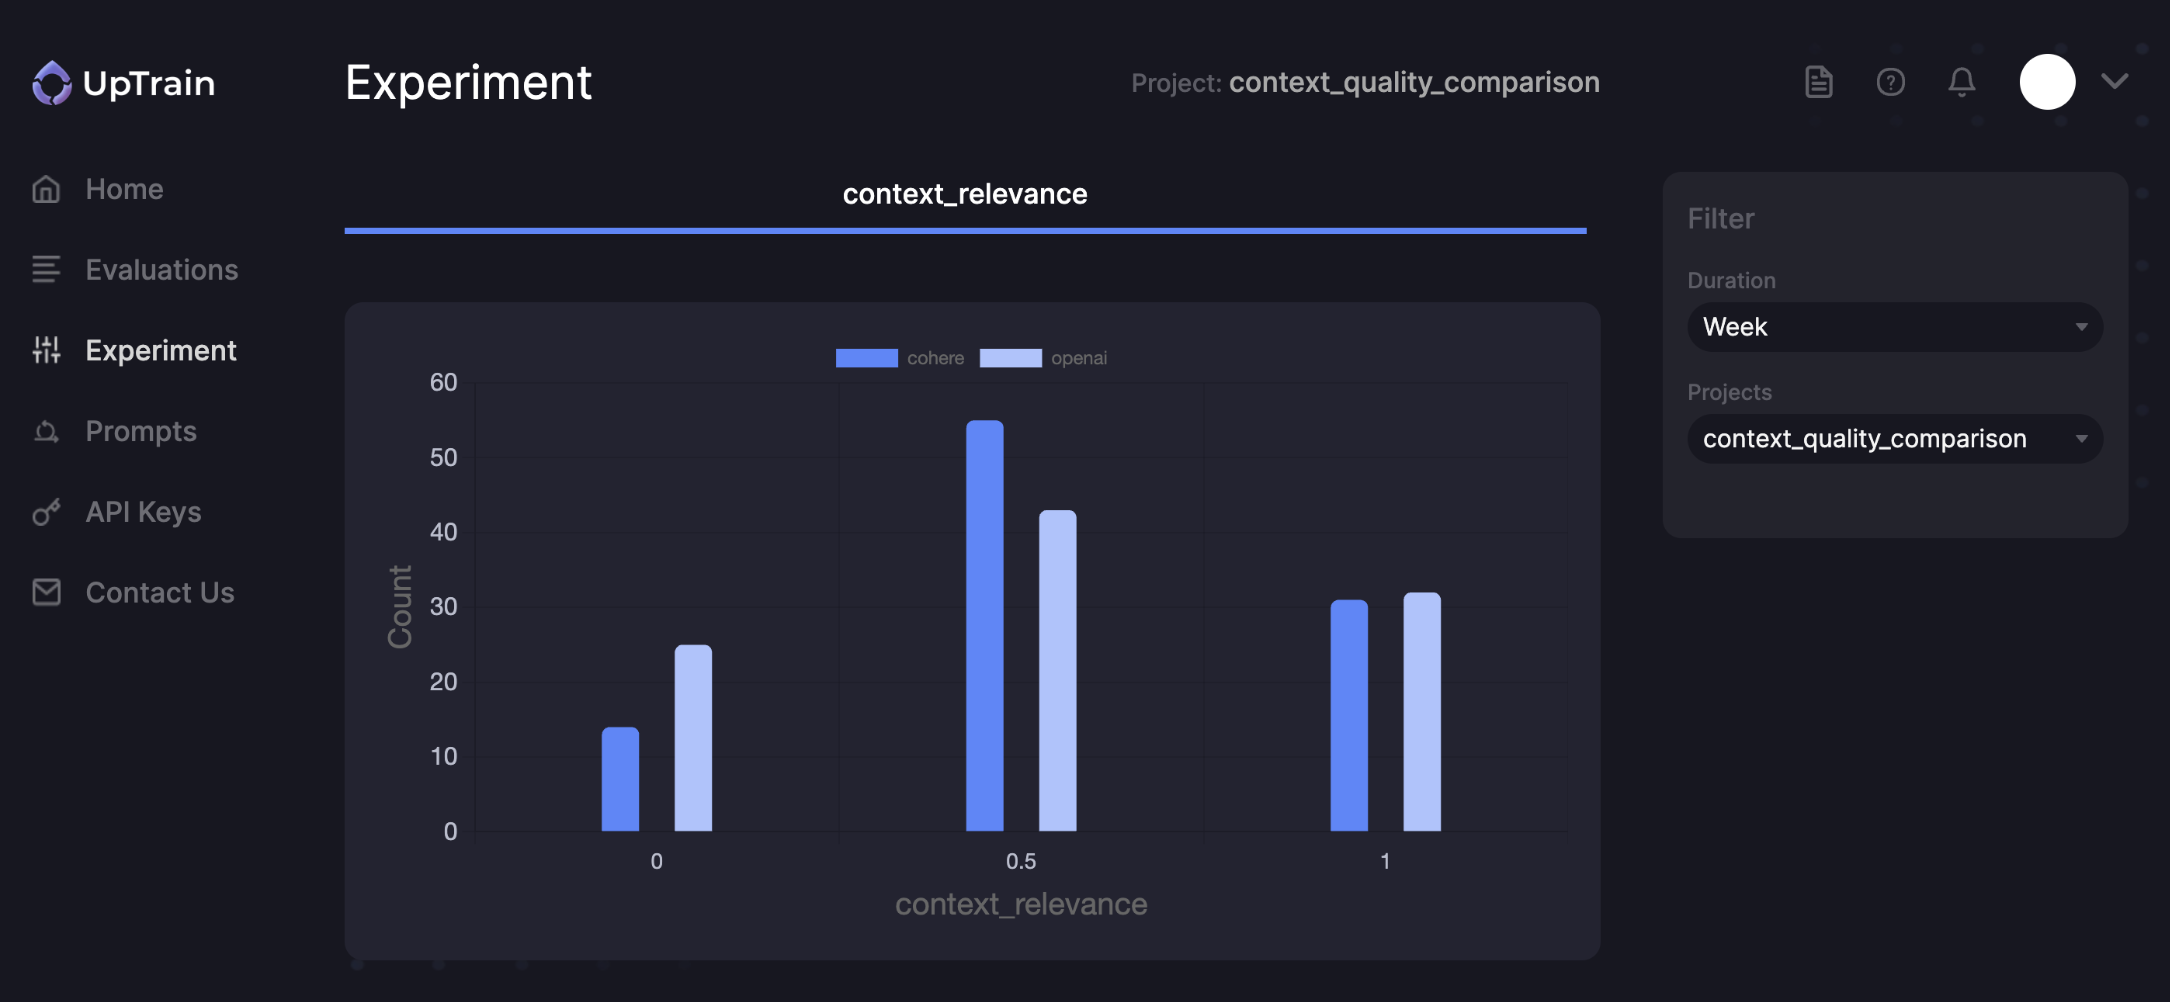 UpTrain
Experiment
Project: context_quality_comparison
Home
Evaluations
Experiment
Prompts
API Keys
Contact Us
context_relevance
cohere
openai
60
50
40
30
20
10
0
Count
0
0.5
1
context_relevance
Filter
Duration
Week
Projects
context_quality_comparison